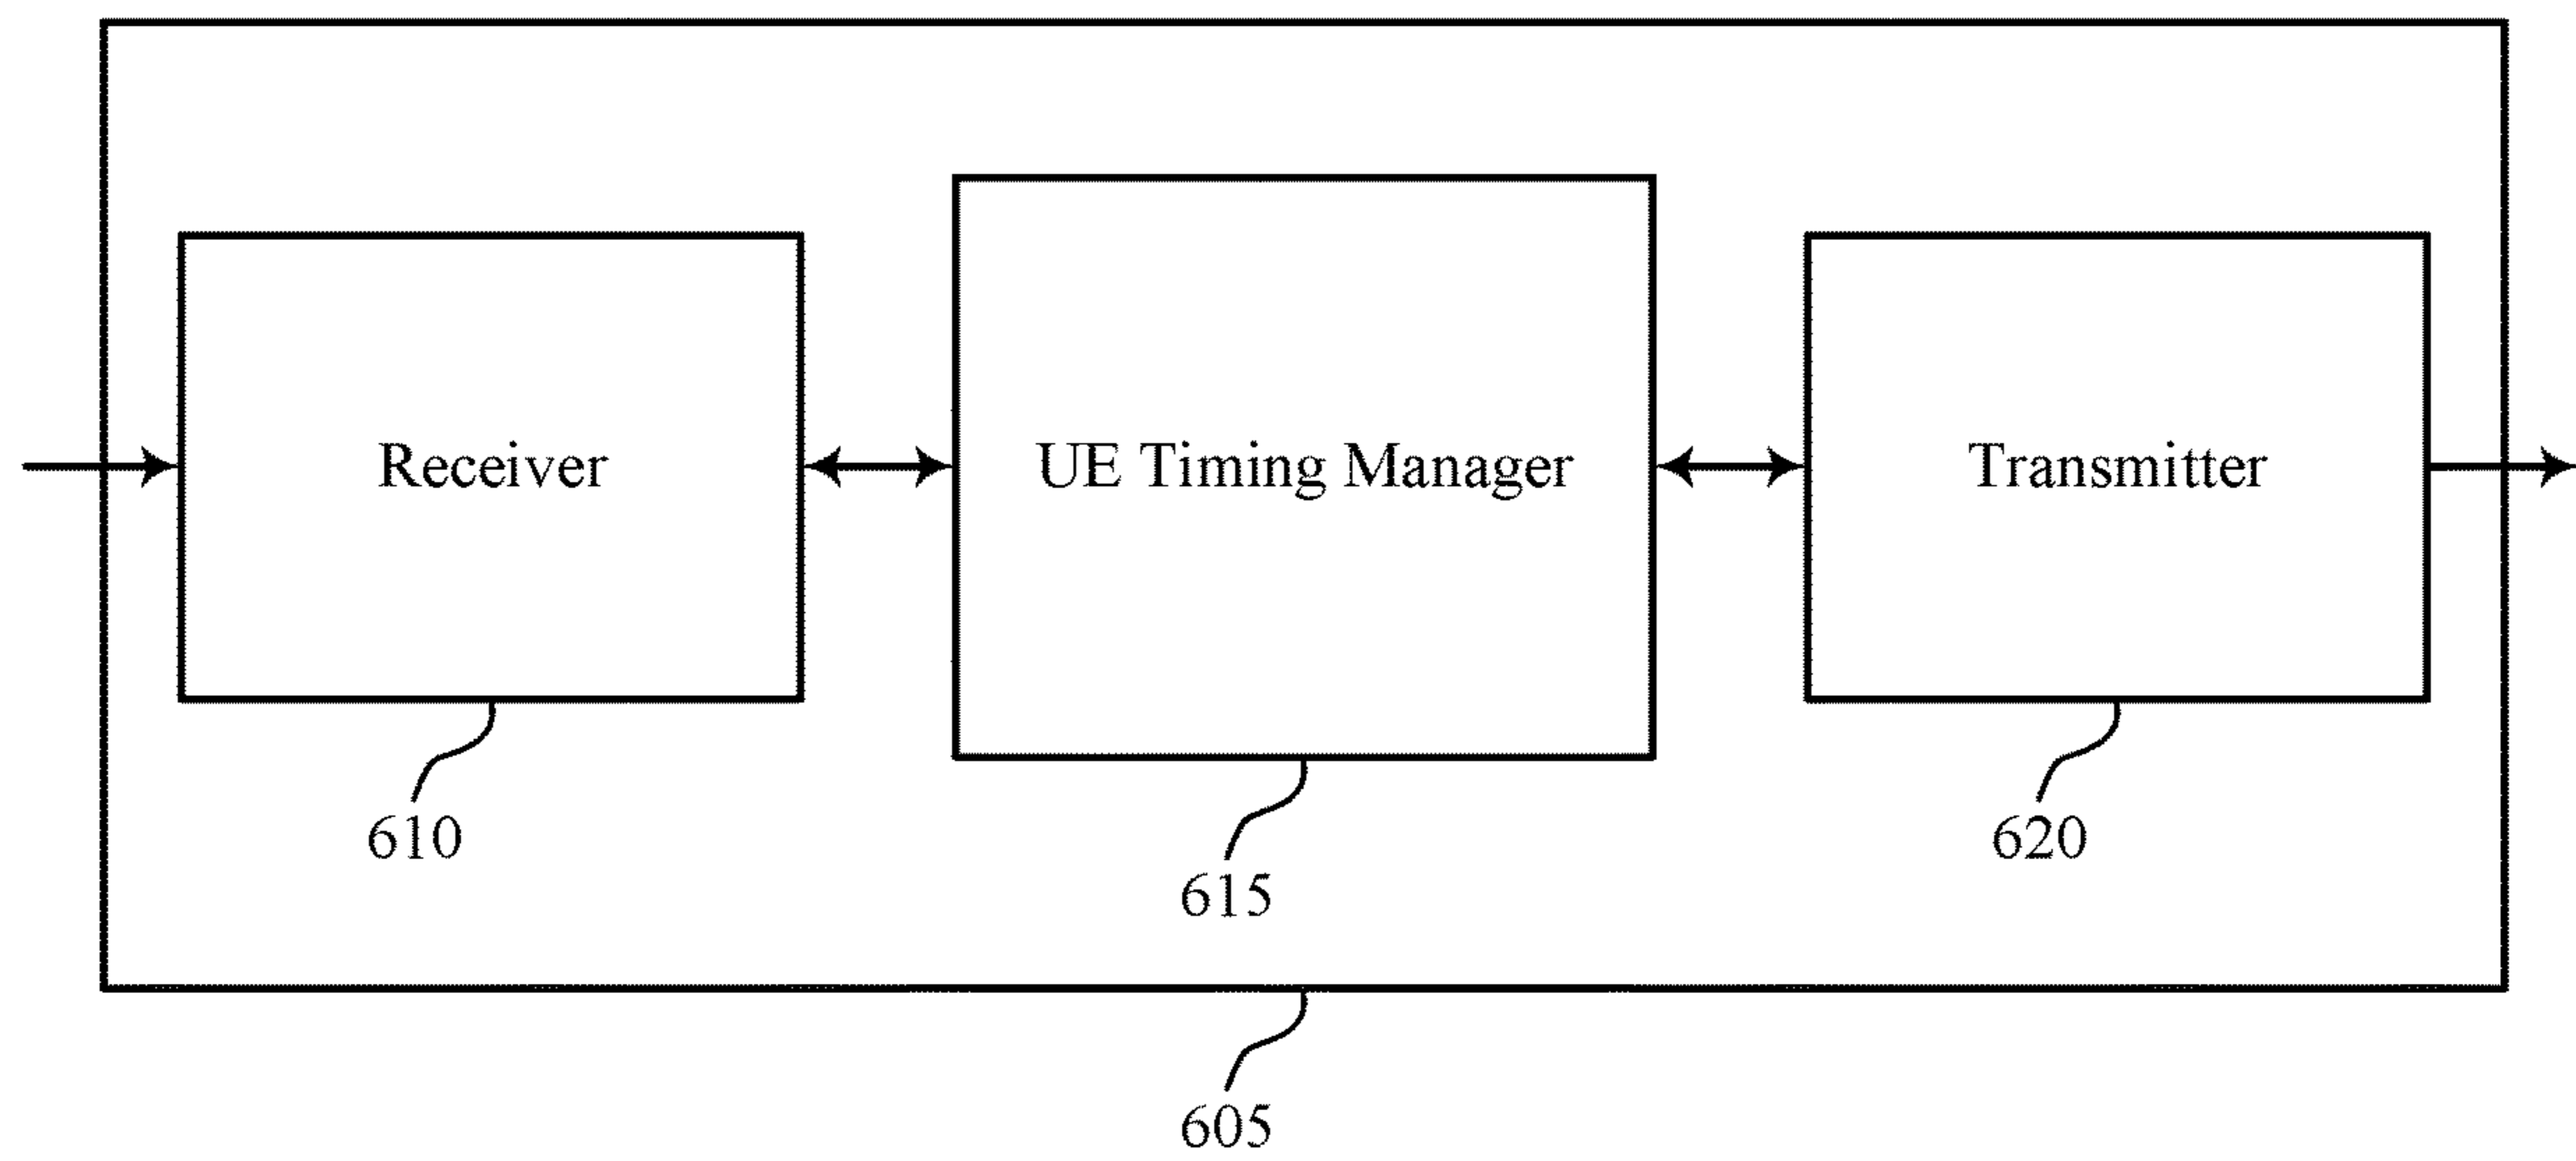 Receiver
UE Timing Manager
Transmitter
610
620
615
605